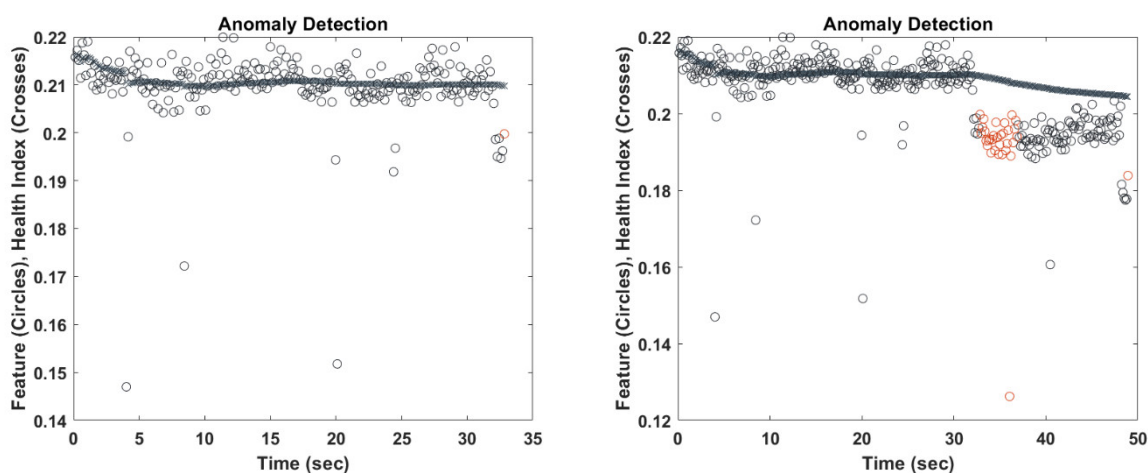 Anomaly Detection
Feature (Circles), Health Index (Crosses)
0.22
0.21
0.2
0.19
0.18
0.17
0.16
0.15
0.14
0 5 10 15 20 25 30 35
Time (sec)
Anomaly Detection
Feature (Circles), Health Index (Crosses)
0.22
0.2
0.18
0.16
0.14
0.12
0 10 20 30 40 50
Time (sec)